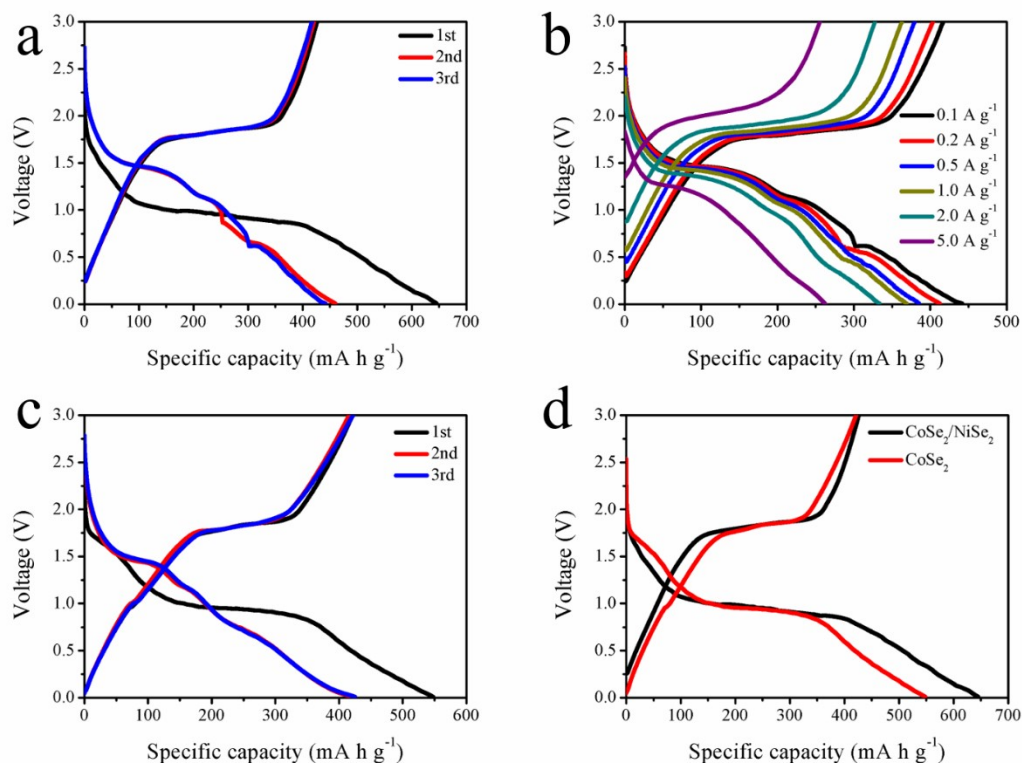 a
3.0
2.5
2.0
1.5
1.0
0.5
0.0
Voltage (V)
1st
2nd
3rd
0 100 200 300 400 500 600 700
Specific capacity (mA h g⁻¹)
b
3.0
2.5
2.0
1.5
1.0
0.5
0.0
Voltage (V)
0.1 A g⁻¹
0.2 A g⁻¹
0.5 A g⁻¹
1.0 A g⁻¹
2.0 A g⁻¹
5.0 A g⁻¹
0 100 200 300 400 500
Specific capacity (mA h g⁻¹)
c
3.0
2.5
2.0
1.5
1.0
0.5
0.0
Voltage (V)
1st
2nd
3rd
0 100 200 300 400 500 600
Specific capacity (mA h g⁻¹)
d
3.0
2.5
2.0
1.5
1.0
0.5
0.0
Voltage (V)
CoSe₂/NiSe₂
CoSe₂
0 100 200 300 400 500 600 700
Specific capacity (mA h g⁻¹)